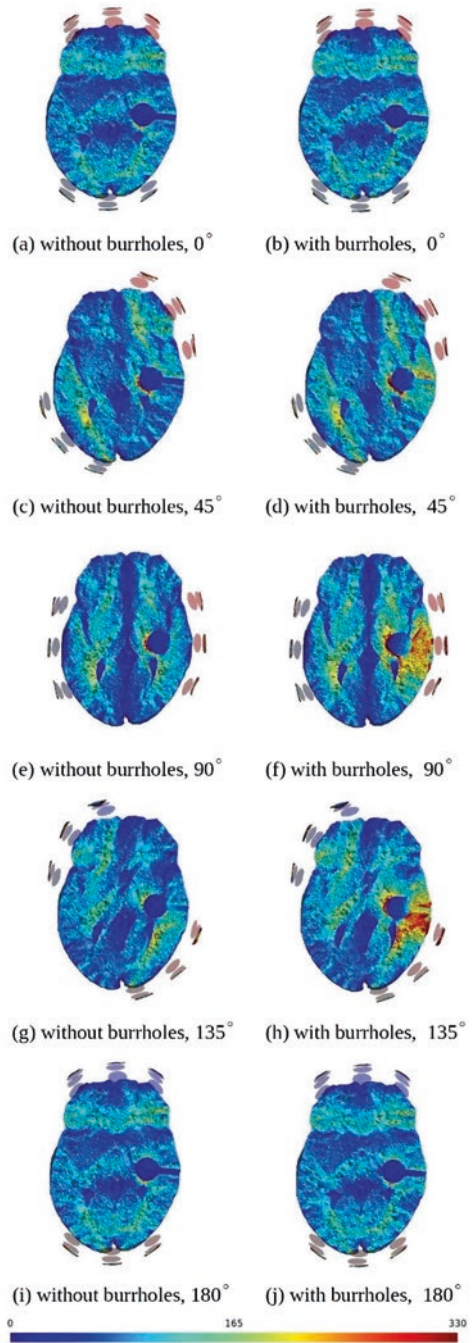 (a) without burrholes, 0° (b) with burrholes, 0°
(c) without burrholes, 45° (d) with burrholes, 45°
(e) without burrholes, 90° (f) with burrholes, 90°
(g) without burrholes, 135° (h) with burrholes, 135°
(i) without burrholes, 180° (j) with burrholes, 180°
0 165 330